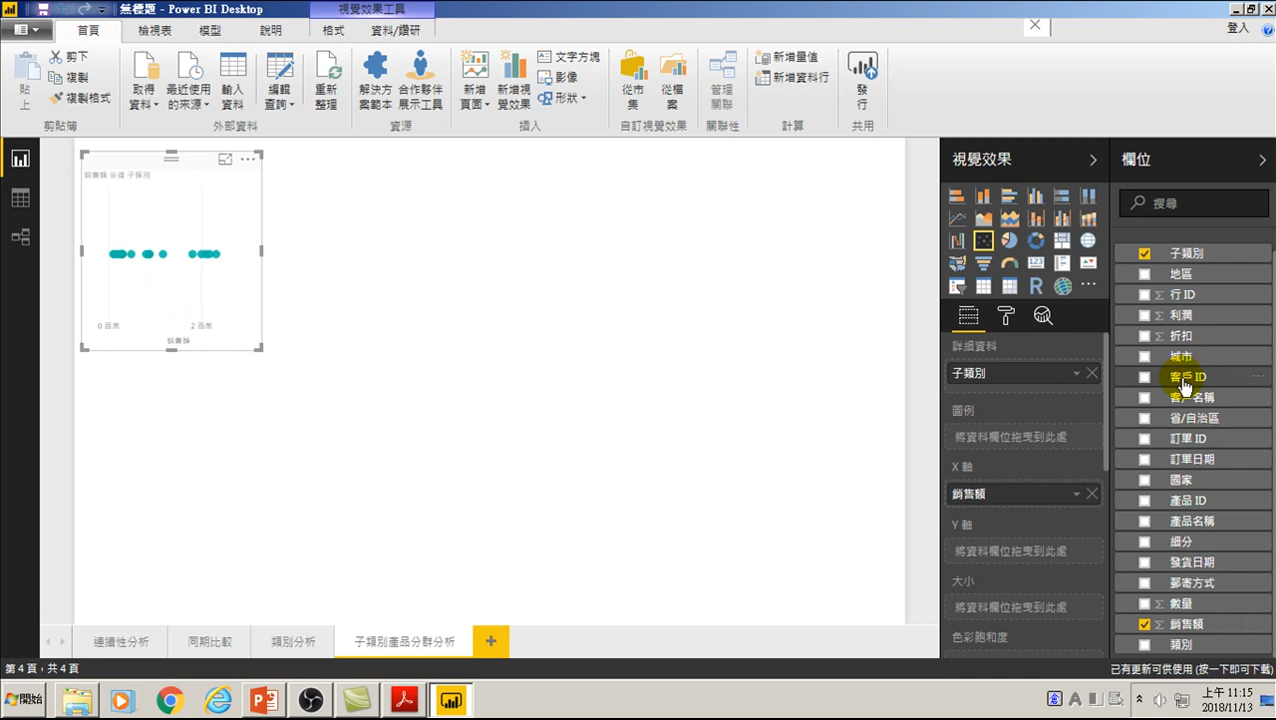 無標題 - Power BI Desktop
視覺效果工具
首頁
檢視表
模型
說明
格式
資料/鑽研
登入
貼上
剪下
複製
複製格式
剪貼簿
取得資料
最近使用的來源
輸入資料
編輯查詢
外部資料
重新整理
解決方案範本
合作夥伴展示工具
資源
新增頁面
新增視覺效果
文字方塊
影像
形狀
插入
從市集
從檔案
自訂視覺效果
管理關聯
關聯性
新增量值
新增資料行
計算
發行
共用
銷售額 依據 子類別
0 百萬
2 百萬
銷售額
視覺效果
詳細資料
子類別
圖例
將資料欄位拖曳到此處
X 軸
銷售額
Y 軸
將資料欄位拖曳到此處
大小
將資料欄位拖曳到此處
色彩飽和度
欄位
搜尋
子類別
地區
行 ID
利潤
折扣
城市
客戶 ID
客戶名稱
省/自治區
訂單 ID
訂單日期
國家
產品 ID
產品名稱
細分
發貨日期
郵寄方式
數量
銷售額
類別
連續性分析
同期比較
類別分析
子類別產品分群分析
第 4 頁，共 4 頁
已有更新可供使用 (按一下即可下載)
開始
上午 11:15
2018/11/13